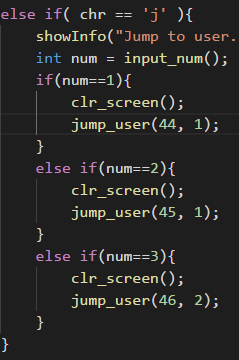 else if( chr == 'j' ){
    showInfo("Jump to user.
    int num = input_num();
    if(num==1){
        clr_screen();
        jump_user(44, 1);
    }
    else if(num==2){
        clr_screen();
        jump_user(45, 1);
    }
    else if(num==3){
        clr_screen();
        jump_user(46, 2);
    }
}